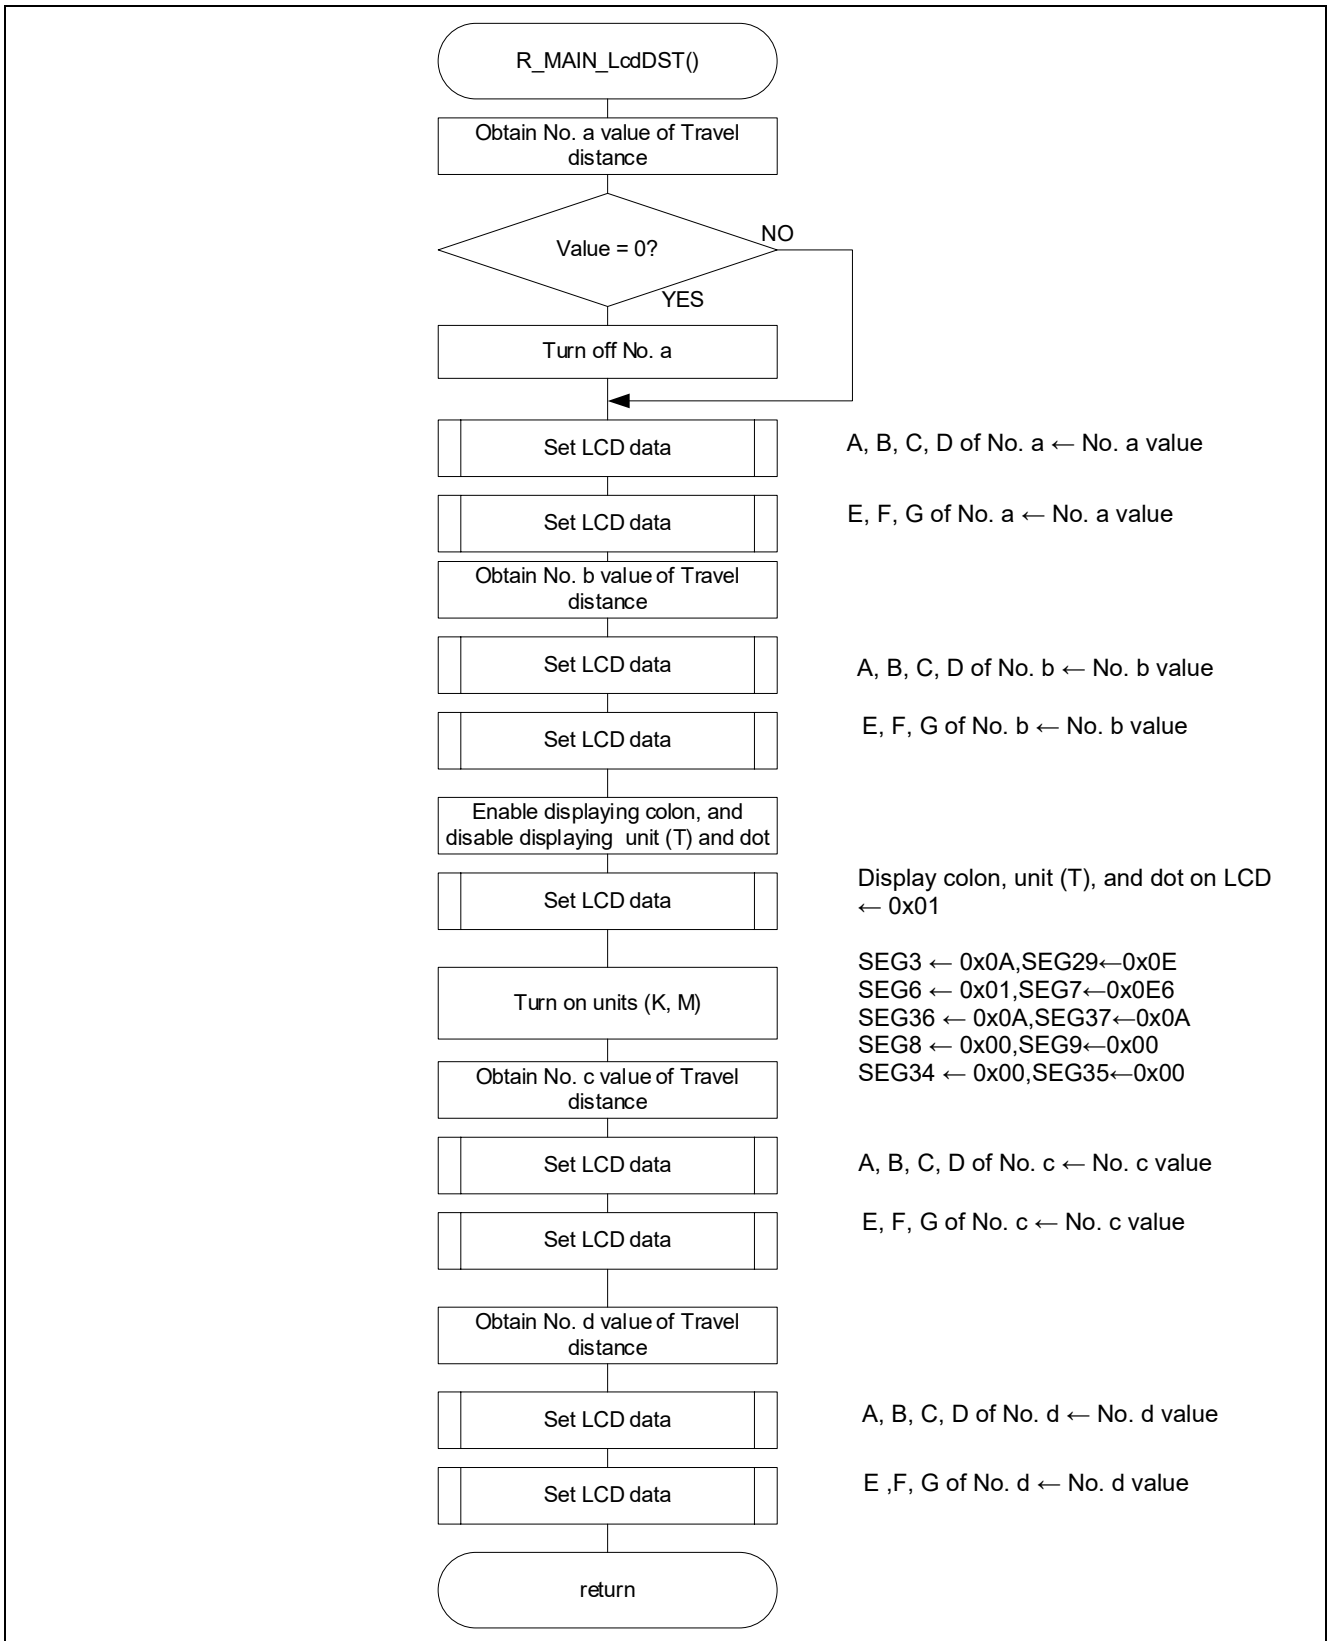 R_MAIN_LcdDST()
Obtain No. a value of Travel
distance
Value = 0?
NO
YES
Turn off No. a
Set LCD data
A, B, C, D of No. a ← No. a value
Set LCD data
E, F, G of No. a ← No. a value
Obtain No. b value of Travel
distance
Set LCD data
A, B, C, D of No. b ← No. b value
Set LCD data
E, F, G of No. b ← No. b value
Enable displaying colon, and
disable displaying unit (T) and dot
Set LCD data
Display colon, unit (T), and dot on LCD
← 0x01
Turn on units (K, M)
SEG3 ← 0x0A,SEG29←0x0E
SEG6 ← 0x01,SEG7←0x0E6
SEG36 ← 0x0A,SEG37←0x0A
SEG8 ← 0x00,SEG9←0x00
SEG34 ← 0x00,SEG35←0x00
Obtain No. c value of Travel
distance
Set LCD data
A, B, C, D of No. c ← No. c value
Set LCD data
E, F, G of No. c ← No. c value
Obtain No. d value of Travel
distance
Set LCD data
A, B, C, D of No. d ← No. d value
Set LCD data
E ,F, G of No. d ← No. d value
return